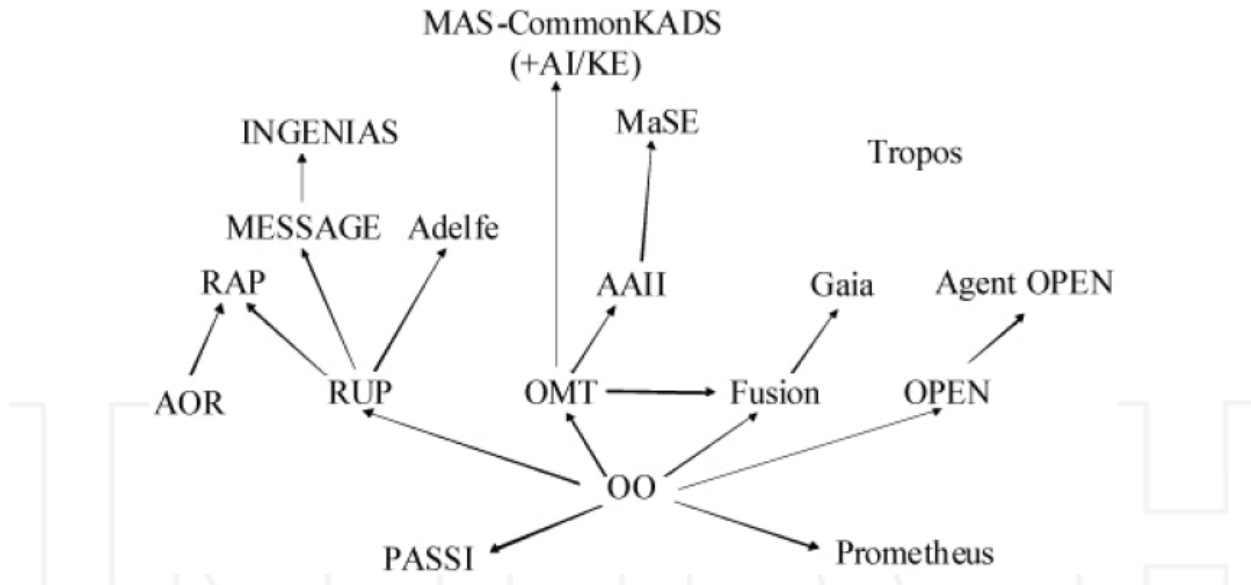 MAS-CommonKADS
(+AI/KE)
MaSE
INGENIAS
Tropos
MESSAGE Adelfe
RAP AAII Gaia Agent OPEN
AOR RUP OMT Fusion OPEN
OO
PASSI Prometheus